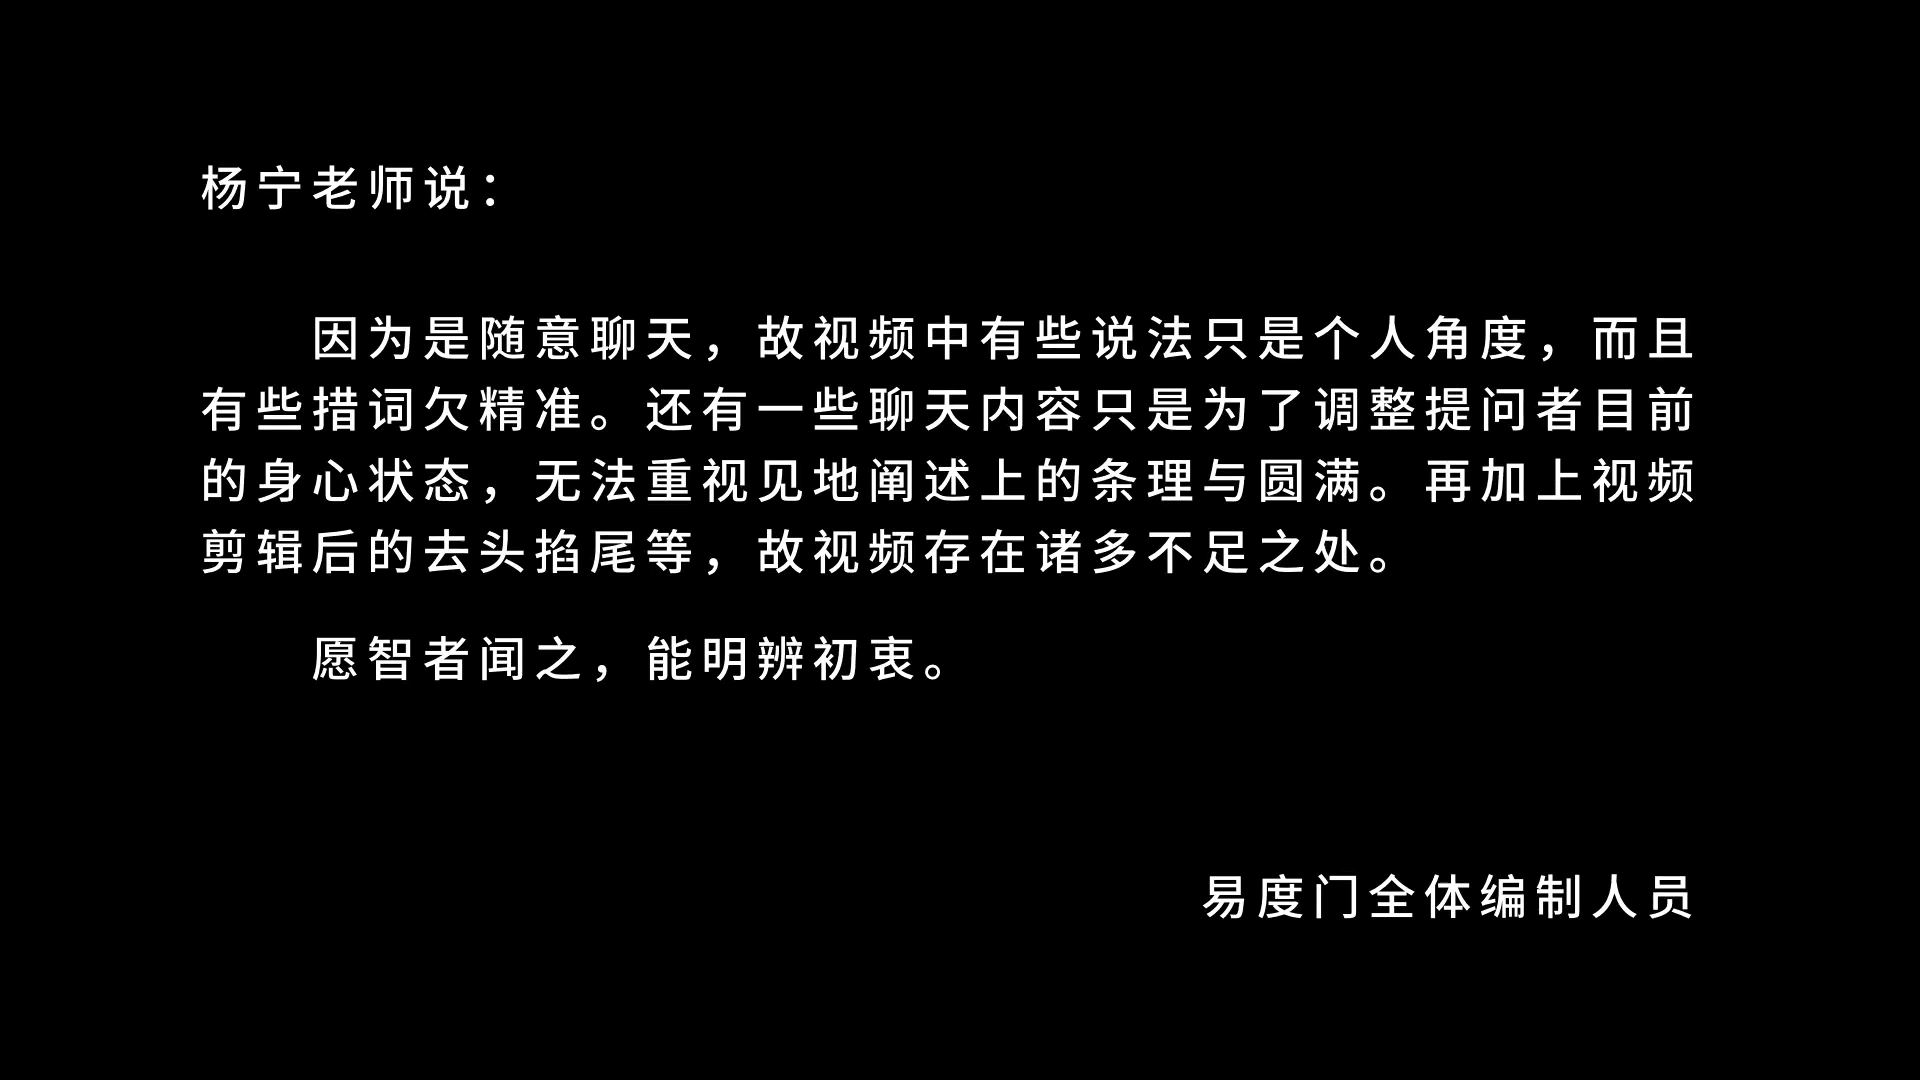 杨宁老师说：
因为是随意聊天，故视频中有些说法只是个人角度，而且
有些措词欠精准。还有一些聊天内容只是为了调整提问者目前
的身心状态，无法重视见地阐述上的条理与圆满。再加上视频
剪辑后的去头掐尾等，故视频存在诸多不足之处。
愿智者闻之，能明辨初衷。
易度门全体编制人员